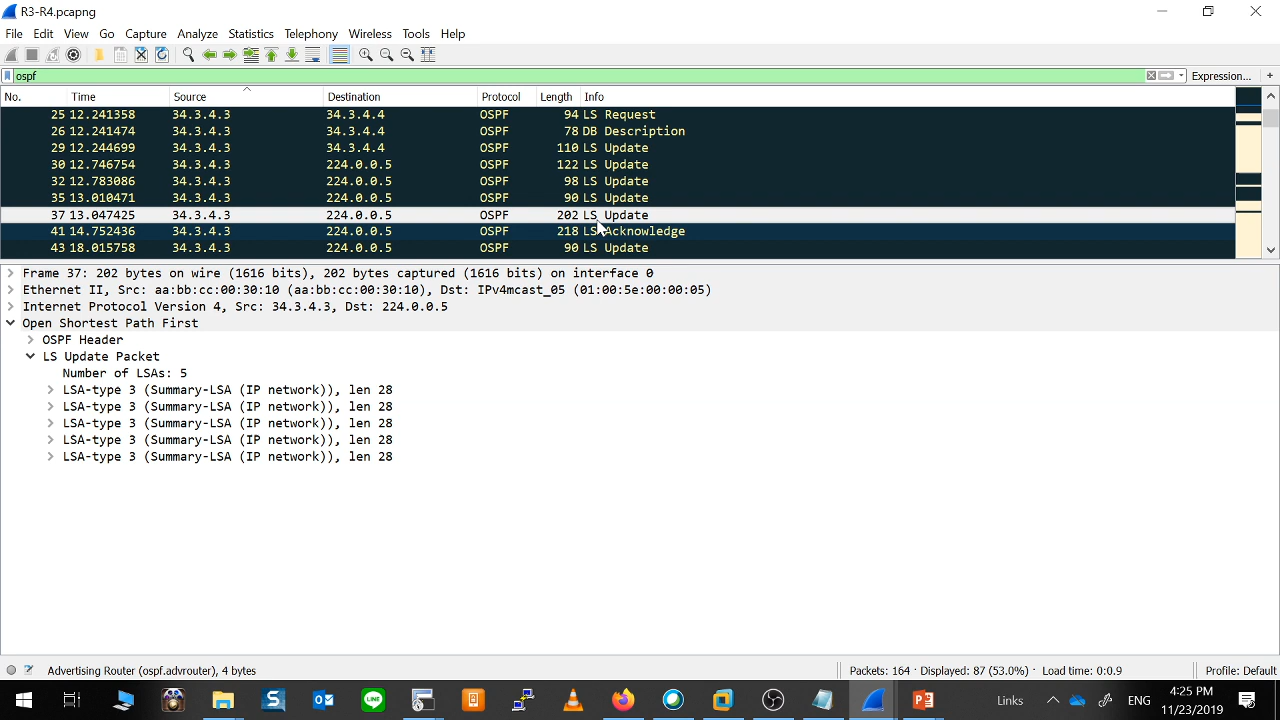 R3-R4.pcapng
File Edit View Go Capture Analyze Statistics Telephony Wireless Tools Help
ospf Expression... +
No. Time Source Destination Protocol Length Info
25 12.241358 34.3.4.3 34.3.4.4 OSPF 94 LS Request
26 12.241474 34.3.4.3 34.3.4.4 OSPF 78 DB Description
29 12.244699 34.3.4.3 34.3.4.4 OSPF 110 LS Update
30 12.746754 34.3.4.3 224.0.0.5 OSPF 122 LS Update
32 12.783086 34.3.4.3 224.0.0.5 OSPF 98 LS Update
35 13.010471 34.3.4.3 224.0.0.5 OSPF 90 LS Update
37 13.047425 34.3.4.3 224.0.0.5 OSPF 202 LS Update
41 14.752436 34.3.4.3 224.0.0.5 OSPF 218 LS Acknowledge
43 18.015758 34.3.4.3 224.0.0.5 OSPF 90 LS Update
Frame 37: 202 bytes on wire (1616 bits), 202 bytes captured (1616 bits) on interface 0
Ethernet II, Src: aa:bb:cc:00:30:10 (aa:bb:cc:00:30:10), Dst: IPv4mcast_05 (01:00:5e:00:00:05)
Internet Protocol Version 4, Src: 34.3.4.3, Dst: 224.0.0.5
Open Shortest Path First
OSPF Header
LS Update Packet
Number of LSAs: 5
LSA-type 3 (Summary-LSA (IP network)), len 28
LSA-type 3 (Summary-LSA (IP network)), len 28
LSA-type 3 (Summary-LSA (IP network)), len 28
LSA-type 3 (Summary-LSA (IP network)), len 28
LSA-type 3 (Summary-LSA (IP network)), len 28
Advertising Router (ospf.advrouter), 4 bytes Packets: 164 · Displayed: 87 (53.0%) · Load time: 0:0.9 Profile: Default
Links ENG 4:25 PM
11/23/2019